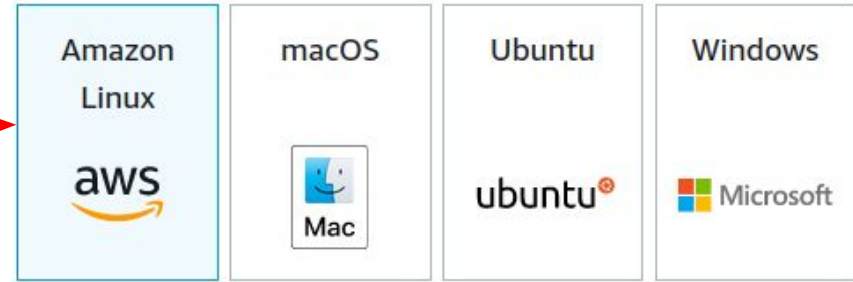 Amazon
Linux
aws
macOS
Mac
Ubuntu
ubuntu
Windows
Microsoft